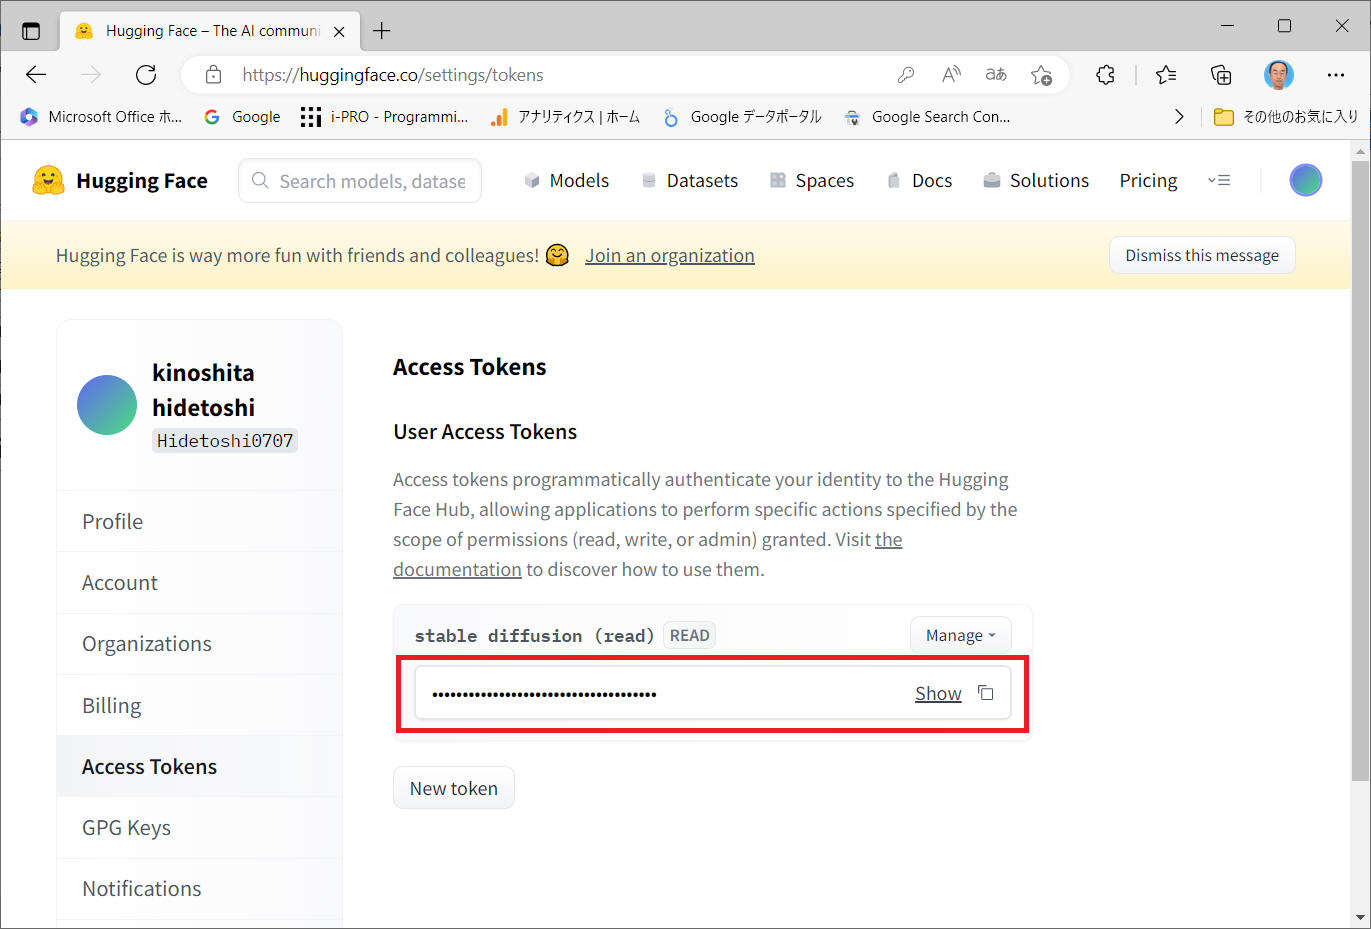 Hugging Face – The AI communi
https://huggingface.co/settings/tokens
Microsoft Office ホ...
Google
i-PRO - Programmi...
アナリティクス | ホーム
Google データポータル
Google Search Con...
その他のお気に入り
Hugging Face
Search models, datase
Models
Datasets
Spaces
Docs
Solutions
Pricing
Hugging Face is way more fun with friends and colleagues! 🤗 Join an organization
Dismiss this message
kinoshita
hidetoshi
Hidetoshi0707
Profile
Account
Organizations
Billing
Access Tokens
GPG Keys
Notifications
Access Tokens
User Access Tokens
Access tokens programmatically authenticate your identity to the Hugging
Face Hub, allowing applications to perform specific actions specified by the
scope of permissions (read, write, or admin) granted. Visit the
documentation to discover how to use them.
stable diffusion (read) READ
Manage
•••••••••••••••••••••••••••••••••••••
Show
New token